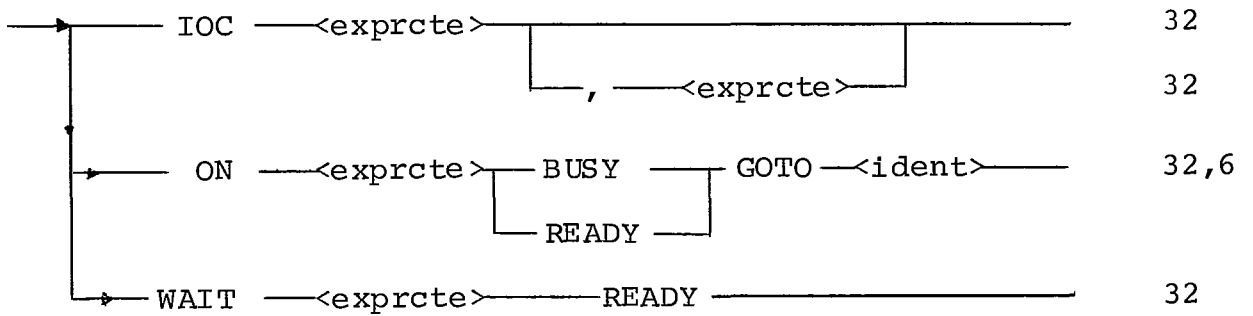 IOC <exprcte> 32
, <exprcte> 32
ON <exprcte> BUSY GOTO <ident> 32,6
READY
WAIT <exprcte> READY 32